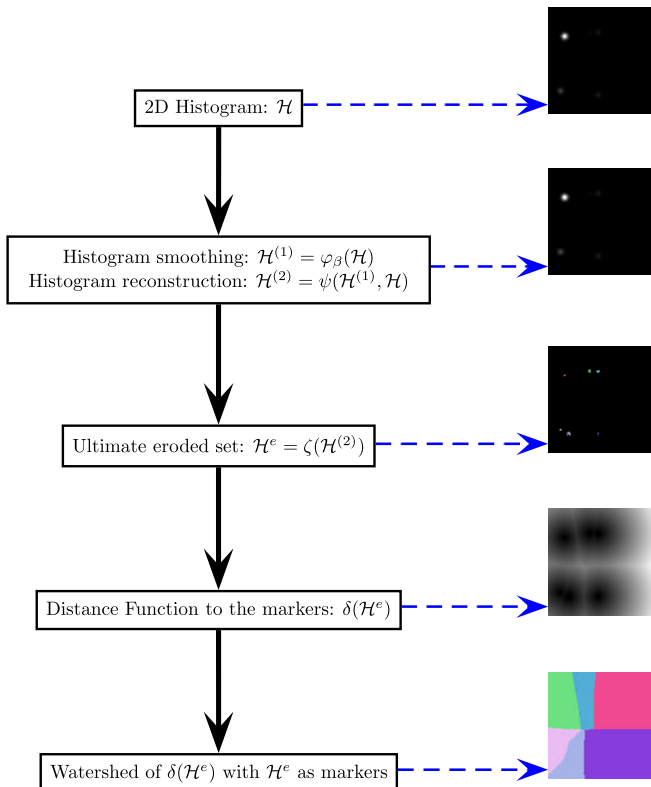 2D Histogram: ℋ
Histogram smoothing: ℋ⁽¹⁾ = φ_β(ℋ)
Histogram reconstruction: ℋ⁽²⁾ = ψ(ℋ⁽¹⁾, ℋ)
Ultimate eroded set: ℋᵉ = ζ(ℋ⁽²⁾)
Distance Function to the markers: δ(ℋᵉ)
Watershed of δ(ℋᵉ) with ℋᵉ as markers